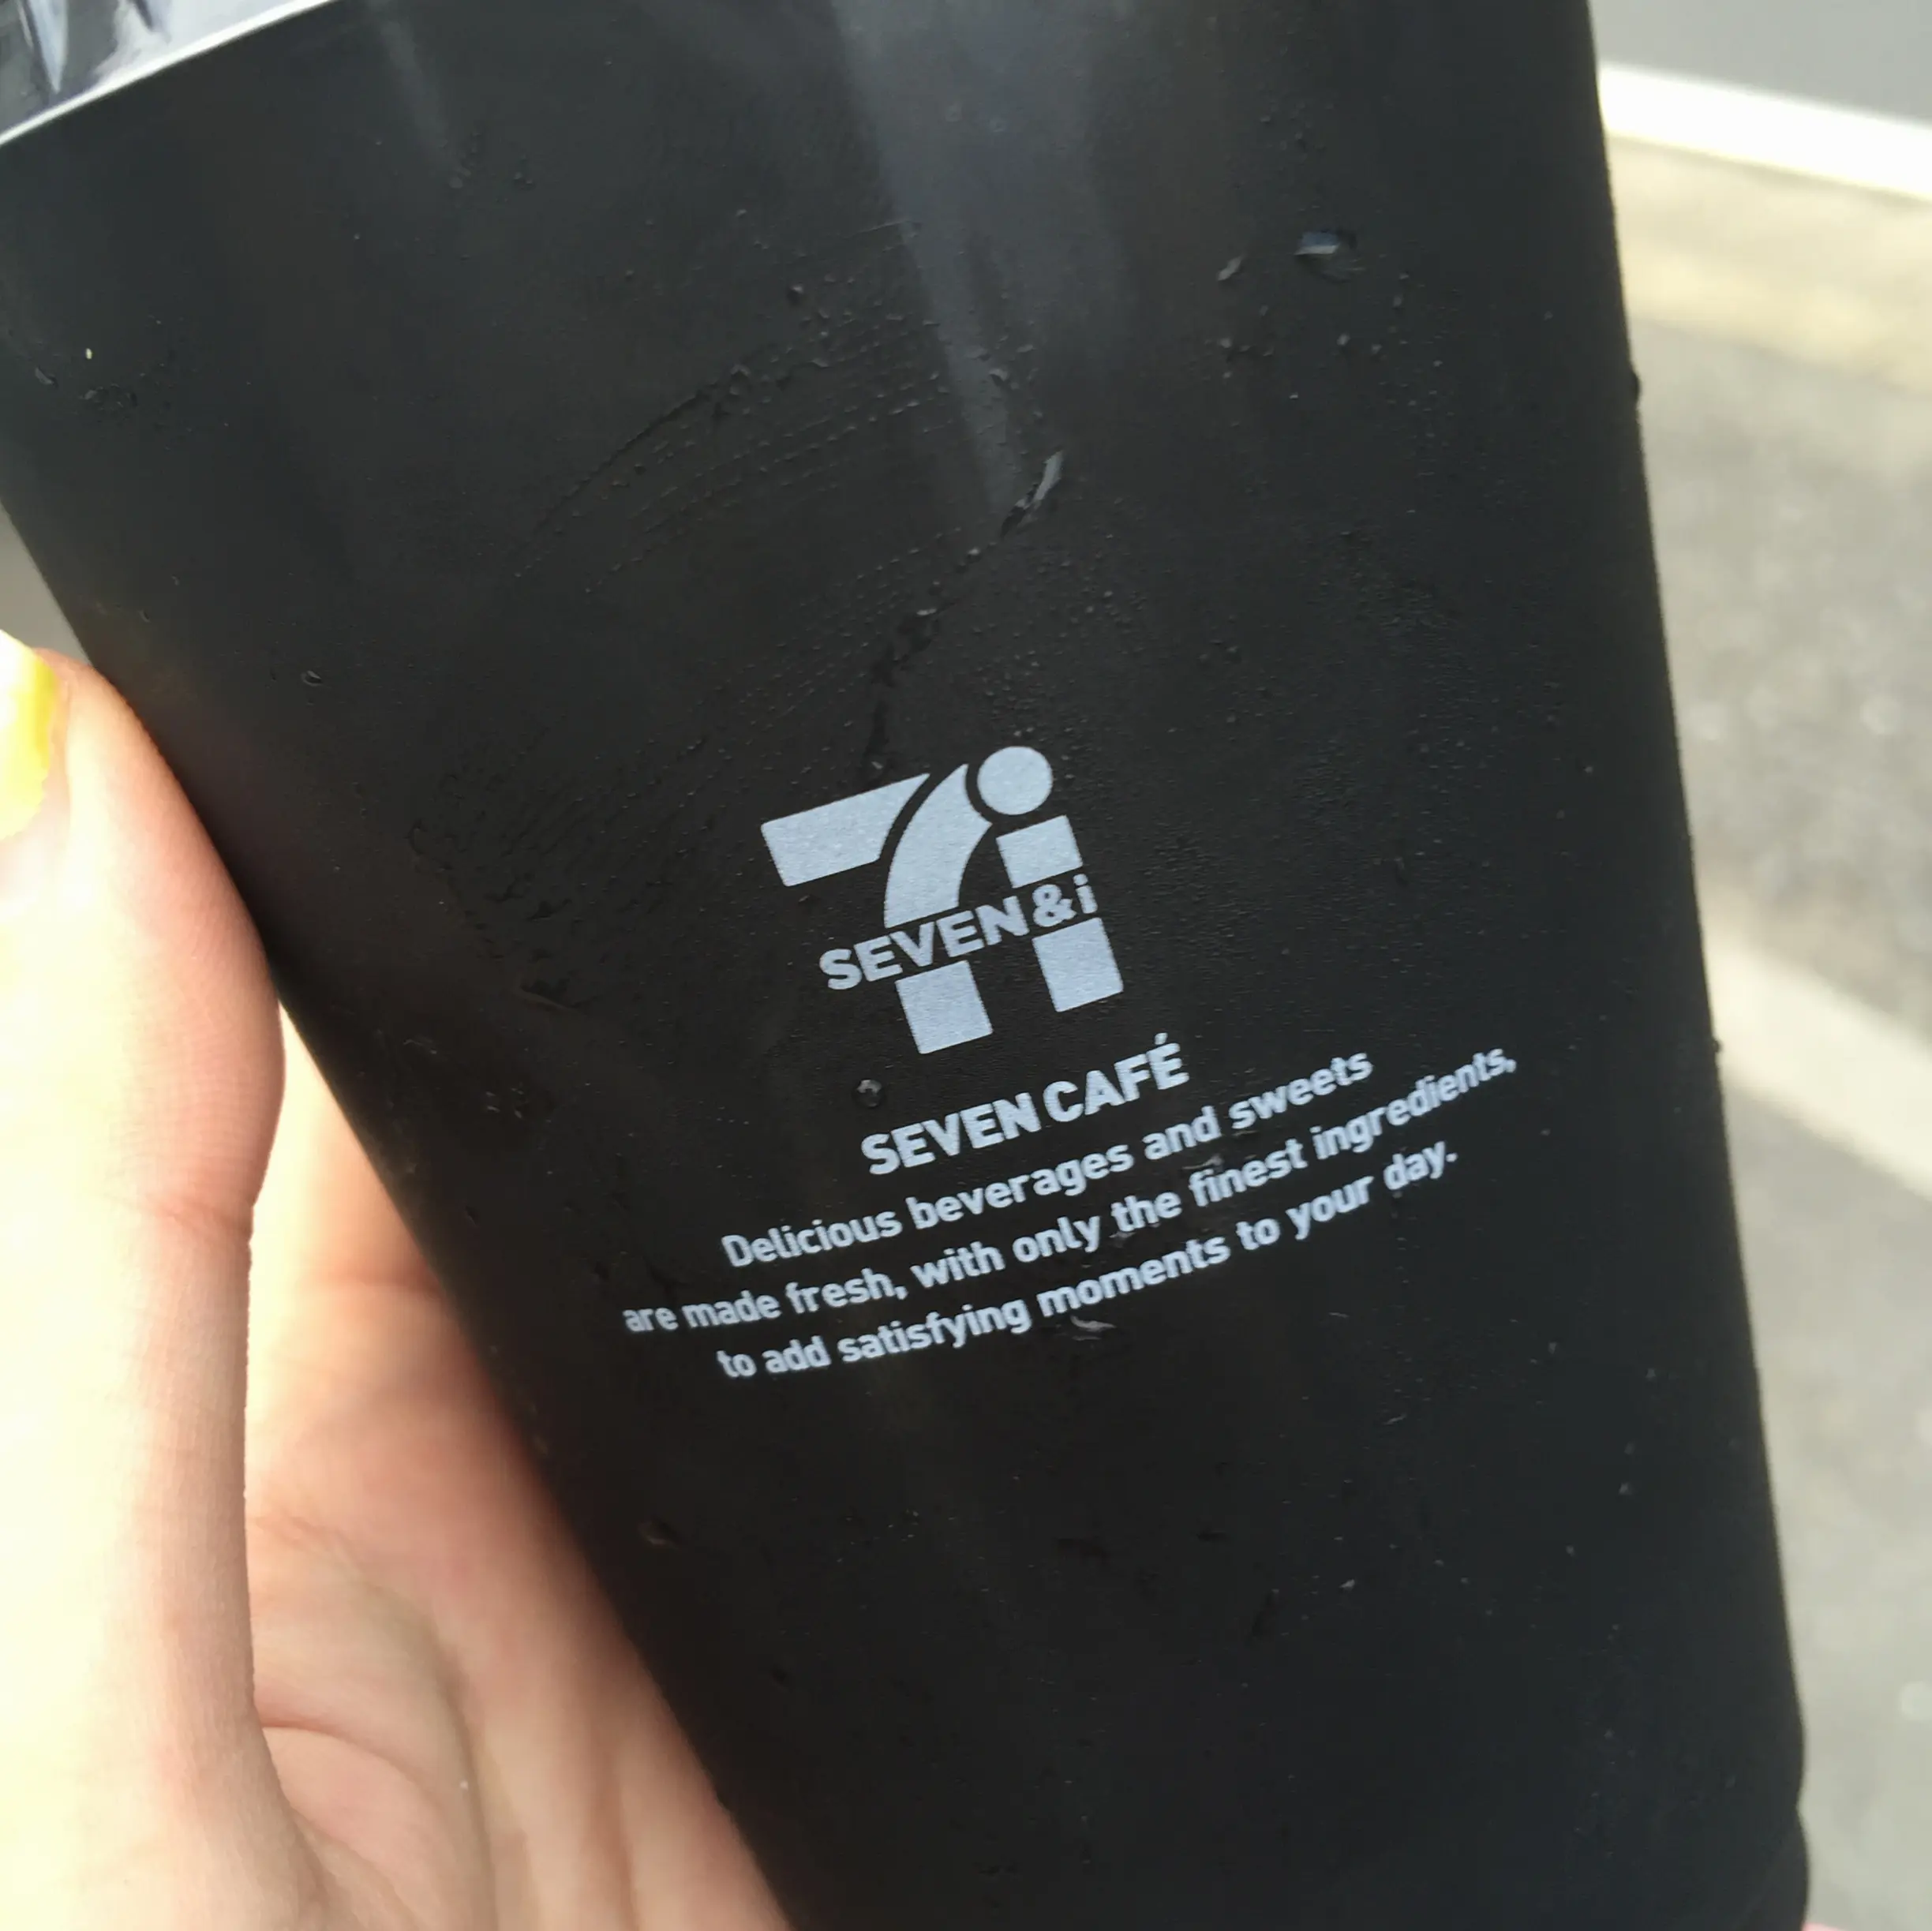 SEVEN&i
SEVEN CAFÉ
Delicious beverages and sweets
are made fresh, with only the finest ingredients,
to add satisfying moments to your day.